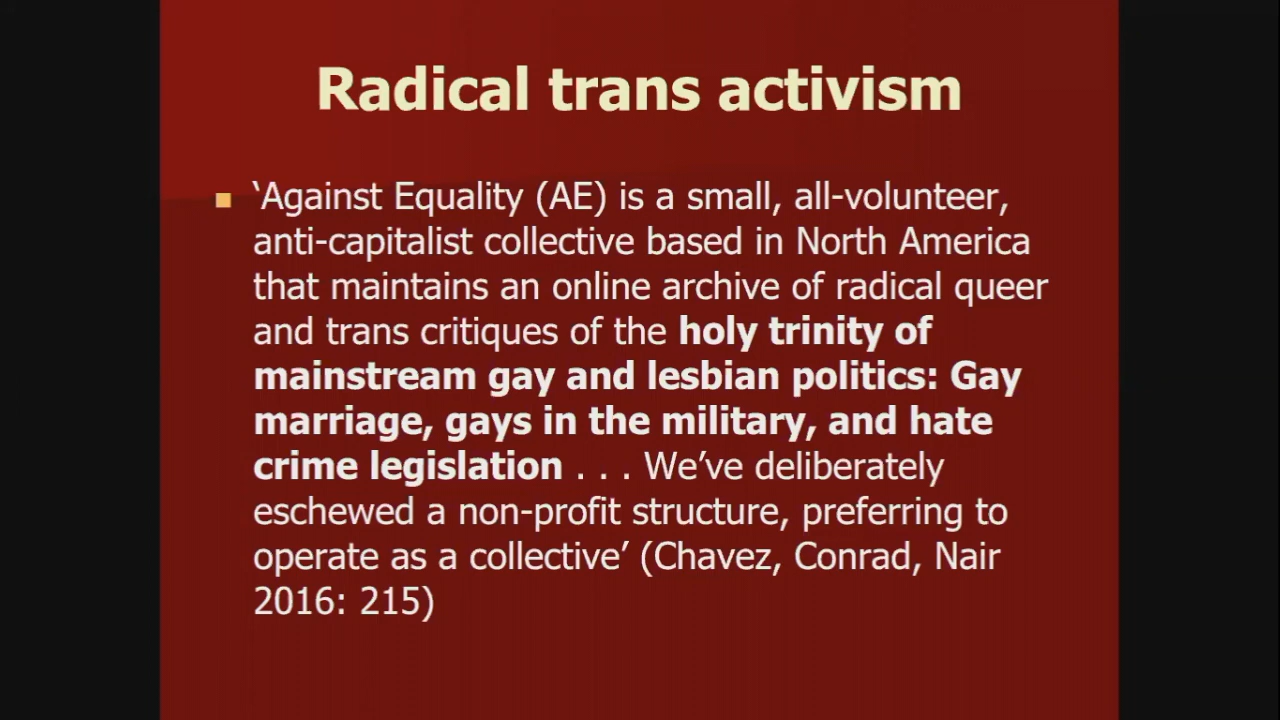 Radical trans activism
‘Against Equality (AE) is a small, all-volunteer,
anti-capitalist collective based in North America
that maintains an online archive of radical queer
and trans critiques of the holy trinity of
mainstream gay and lesbian politics: Gay
marriage, gays in the military, and hate
crime legislation . . . We’ve deliberately
eschewed a non-profit structure, preferring to
operate as a collective’ (Chavez, Conrad, Nair
2016: 215)